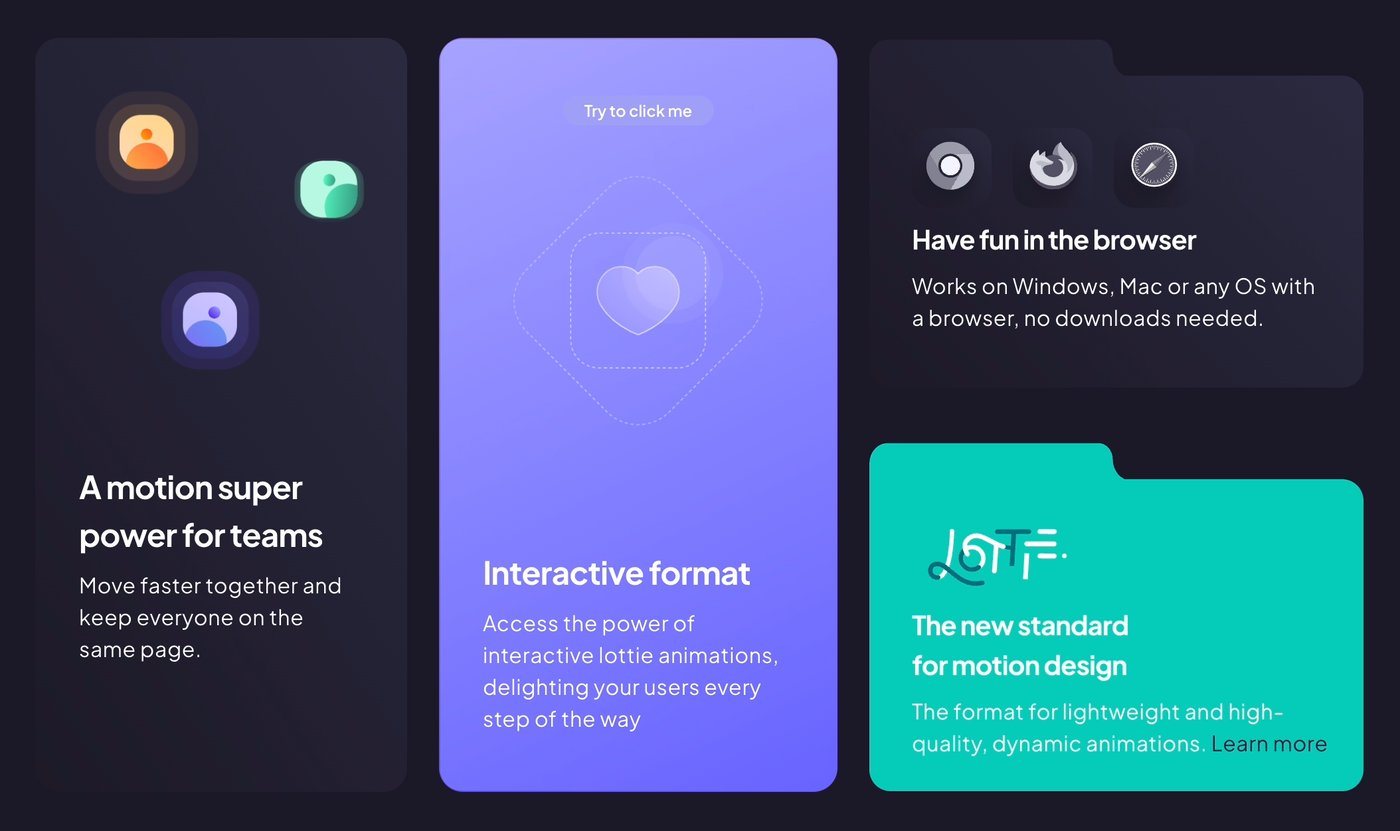 A motion super
power for teams
Move faster together and
keep everyone on the
same page.
Try to click me
Interactive format
Access the power of
interactive lottie animations,
delighting your users every
step of the way
Have fun in the browser
Works on Windows, Mac or any OS with
a browser, no downloads needed.
LOTTIE.
The new standard
for motion design
The format for lightweight and high-
quality, dynamic animations. Learn more